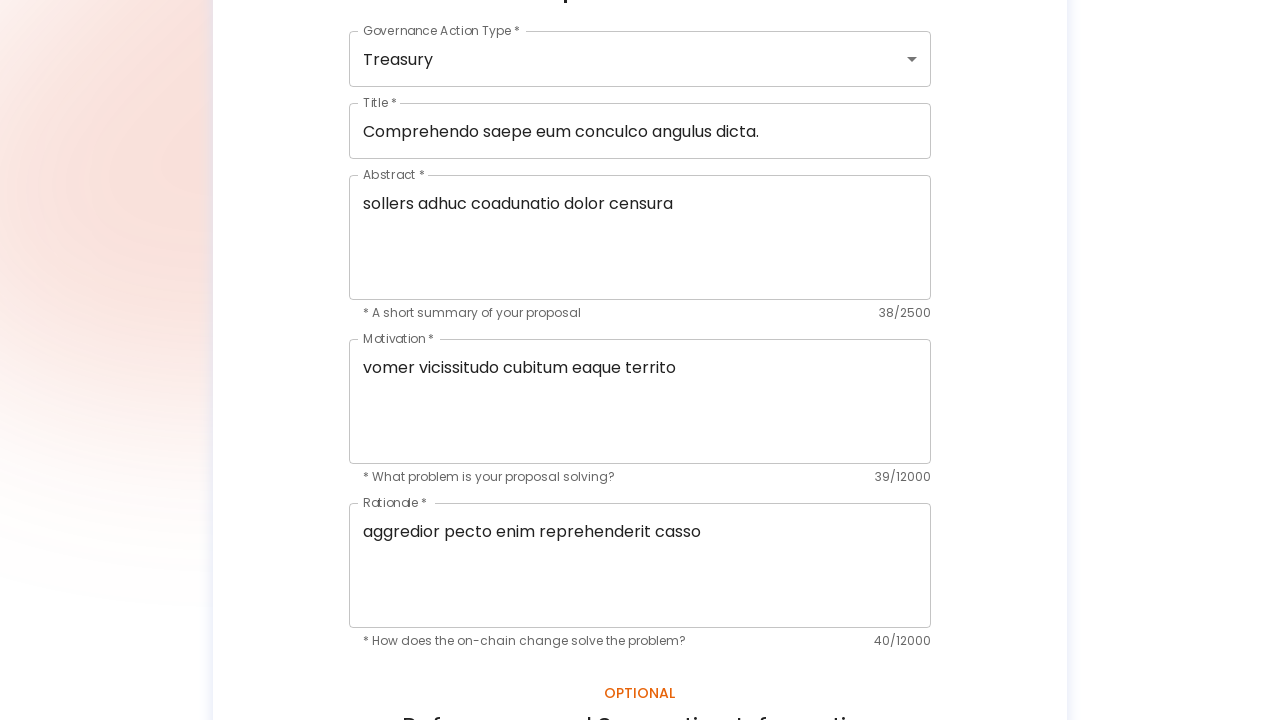 Governance Action Type *
Treasury
Title *
Comprehendo saepe eum conculco angulus dicta.
Abstract *
sollers adhuc coadunatio dolor censura
* A short summary of your proposal 38/2500
Motivation *
vomer vicissitudo cubitum eaque territo
* What problem is your proposal solving? 39/12000
Rationale *
aggredior pecto enim reprehenderit casso
* How does the on-chain change solve the problem? 40/12000
OPTIONAL